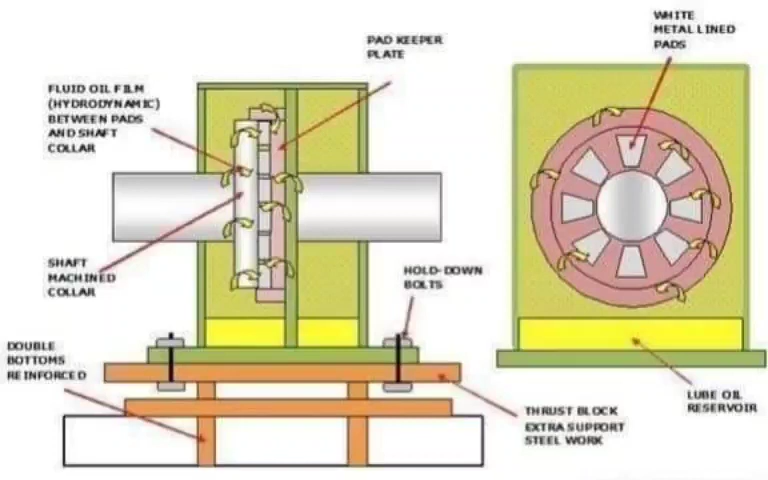 WHITE
METAL LINED
PADS
PAD KEEPER
PLATE
FLUID OIL FILM
(HYDRODYNAMIC)
BETWEEN PADS
AND SHAFT
COLLAR
SHAFT
MACHINED
COLLAR
HOLD-DOWN
BOLTS
DOUBLE
BOTTOMS
REINFORCED
LUBE OIL
RESERVOIR
THRUST BLOCK
EXTRA SUPPORT
STEEL WORK